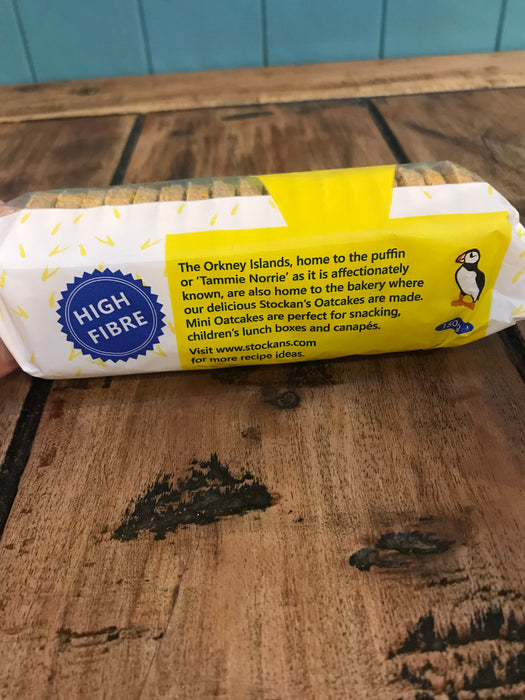 HIGH
FIBRE
The Orkney Islands, home to the puffin
or ‘Tammie Norrie’ as it is affectionately
known, are also home to the bakery where
our delicious Stockan's Oatcakes are made.
Mini Oatcakes are perfect for snacking,
children's lunch boxes and canapés.
Visit www.stockans.com
for more recipe ideas.